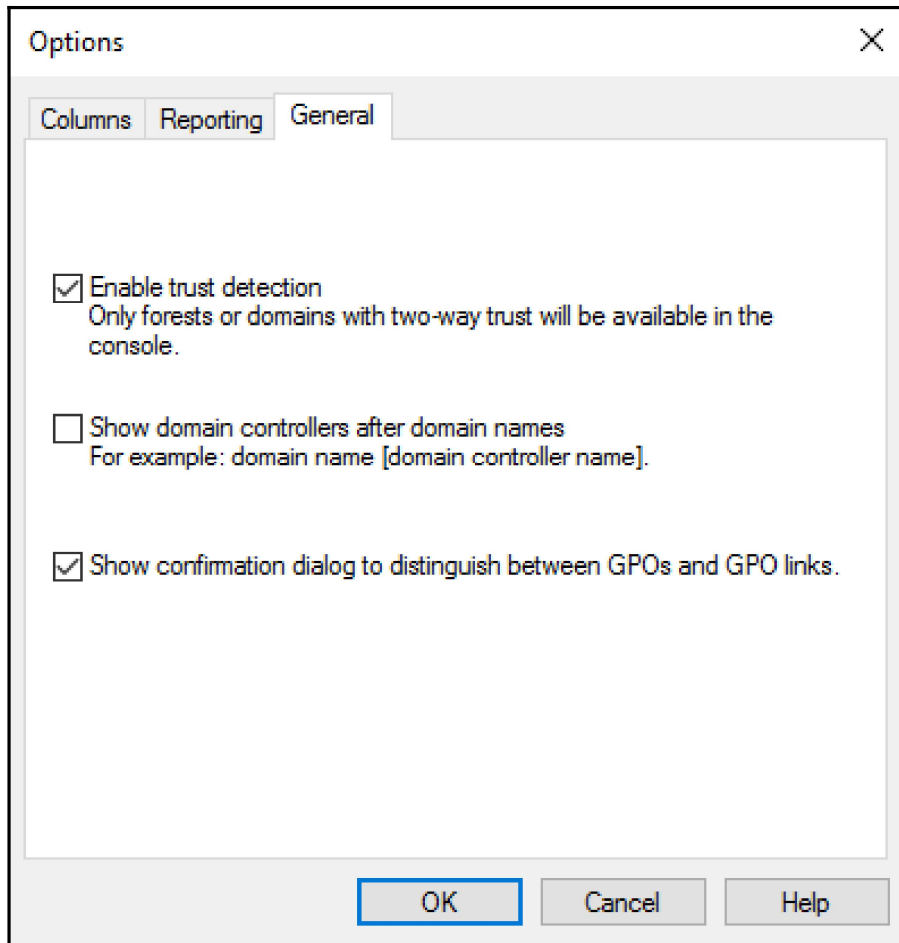 Options
Columns
Reporting
General
Enable trust detection
Only forests or domains with two-way trust will be available in the
console.
Show domain controllers after domain names
For example: domain name [domain controller name].
Show confirmation dialog to distinguish between GPOs and GPO links.
OK
Cancel
Help